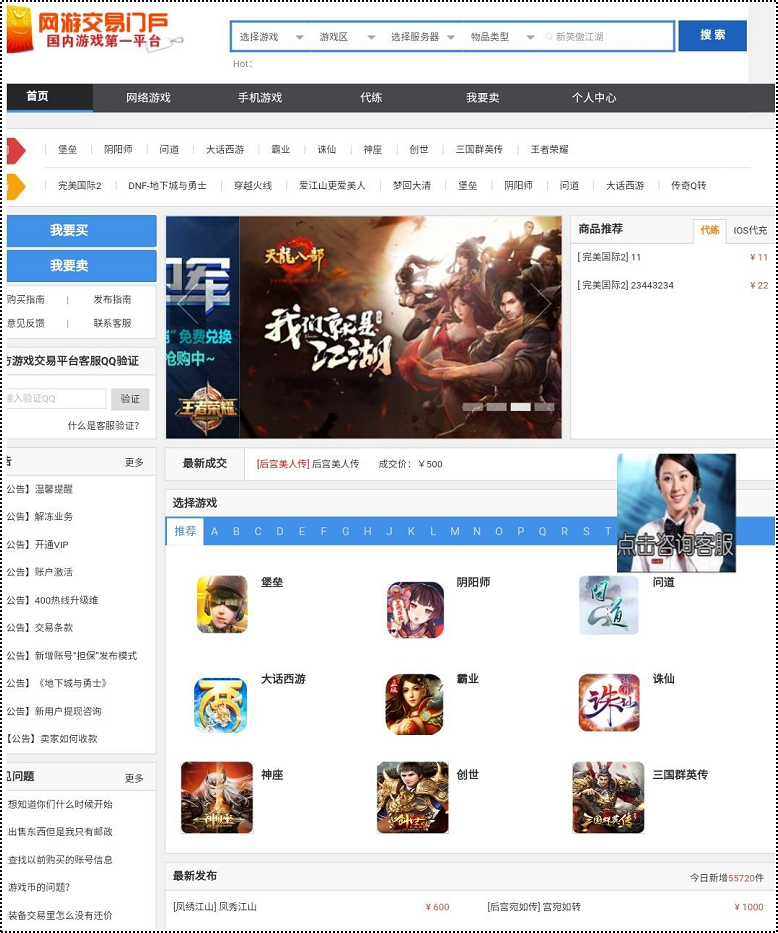 网游交易门户
国内游戏第一平台
选择游戏 游戏区 选择服务器 物品类型 新笑傲江湖 搜 索
Hot:
首页 网络游戏 手机游戏 代练 我要卖 个人中心
堡垒 | 阴阳师 | 问道 | 大话西游 | 霸业 | 诛仙 | 神座 | 创世 | 三国群英传 | 王者荣耀
完美国际2 | DNF-地下城与勇士 | 穿越火线 | 爱江山更爱美人 | 梦回大清 | 堡垒 | 阴阳师 | 问道 | 大话西游 | 传奇Q转
我要买
我要卖
购买指南 | 发布指南
意见反馈 | 联系客服
游戏交易平台客服QQ验证
输入验证QQ 验证
什么是客服验证？
军
免费兑换
抢购中~
王者荣耀
天龍八部
我们就是
江湖
商品推荐 代练 IOS代充
[ 完美国际2] 11 ¥ 11
[ 完美国际2] 23443234 ¥ 22
告 更多
公告】温馨提醒
公告】解冻业务
公告】开通VIP
公告】账户激活
公告】400热线升级维
公告】交易条款
公告】新增账号“担保”发布模式
公告】《地下城与勇士》
公告】新用户提现咨询
【公告】卖家如何收款
见问题 更多
想知道你们什么时候开始
出售东西但是我只有邮政
查找以前购买的账号信息
游戏币的问题？
装备交易里怎么没有还价
最新成交 [后宫美人传] 后宫美人传 成交价：￥500
点击咨询客服
选择游戏
推荐 A B C D E F G H J K L M N O P Q R S T
堡垒 阴阳师 问道
大话西游 霸业 诛仙
神座 创世 三国群英传
最新发布 今日新增55720件
[凤绣江山] 凤秀江山 ¥ 600 [后宫宛如传] 宫宛如转 ¥ 1000